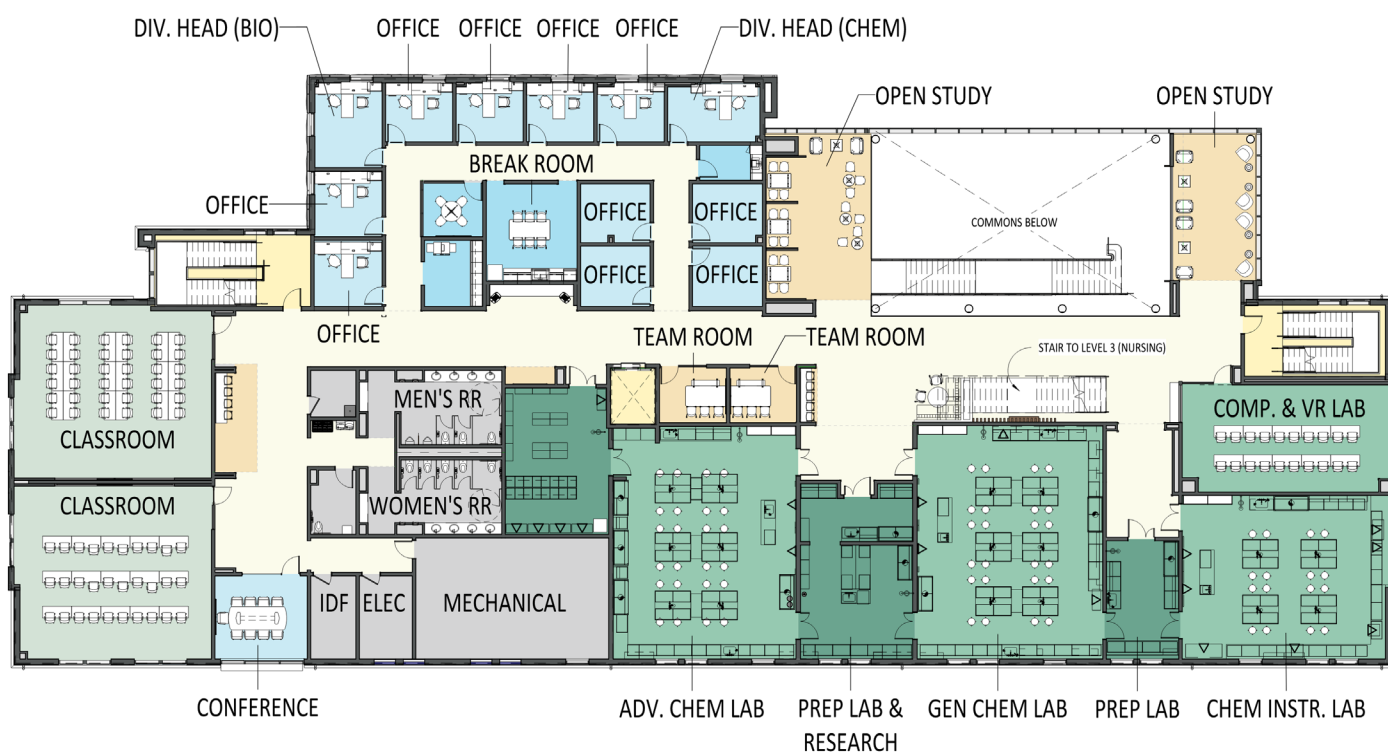 DIV. HEAD (BIO)
OFFICE
OFFICE
OFFICE
OFFICE
DIV. HEAD (CHEM)
OPEN STUDY
OPEN STUDY
BREAK ROOM
OFFICE
OFFICE
OFFICE
COMMONS BELOW
OFFICE
OFFICE
OFFICE
TEAM ROOM
TEAM ROOM
STAIR TO LEVEL 3 (NURSING)
MEN'S RR
COMP. & VR LAB
CLASSROOM
CLASSROOM
WOMEN'S RR
IDF
ELEC
MECHANICAL
CONFERENCE
ADV. CHEM LAB
PREP LAB &
RESEARCH
GEN CHEM LAB
PREP LAB
CHEM INSTR. LAB